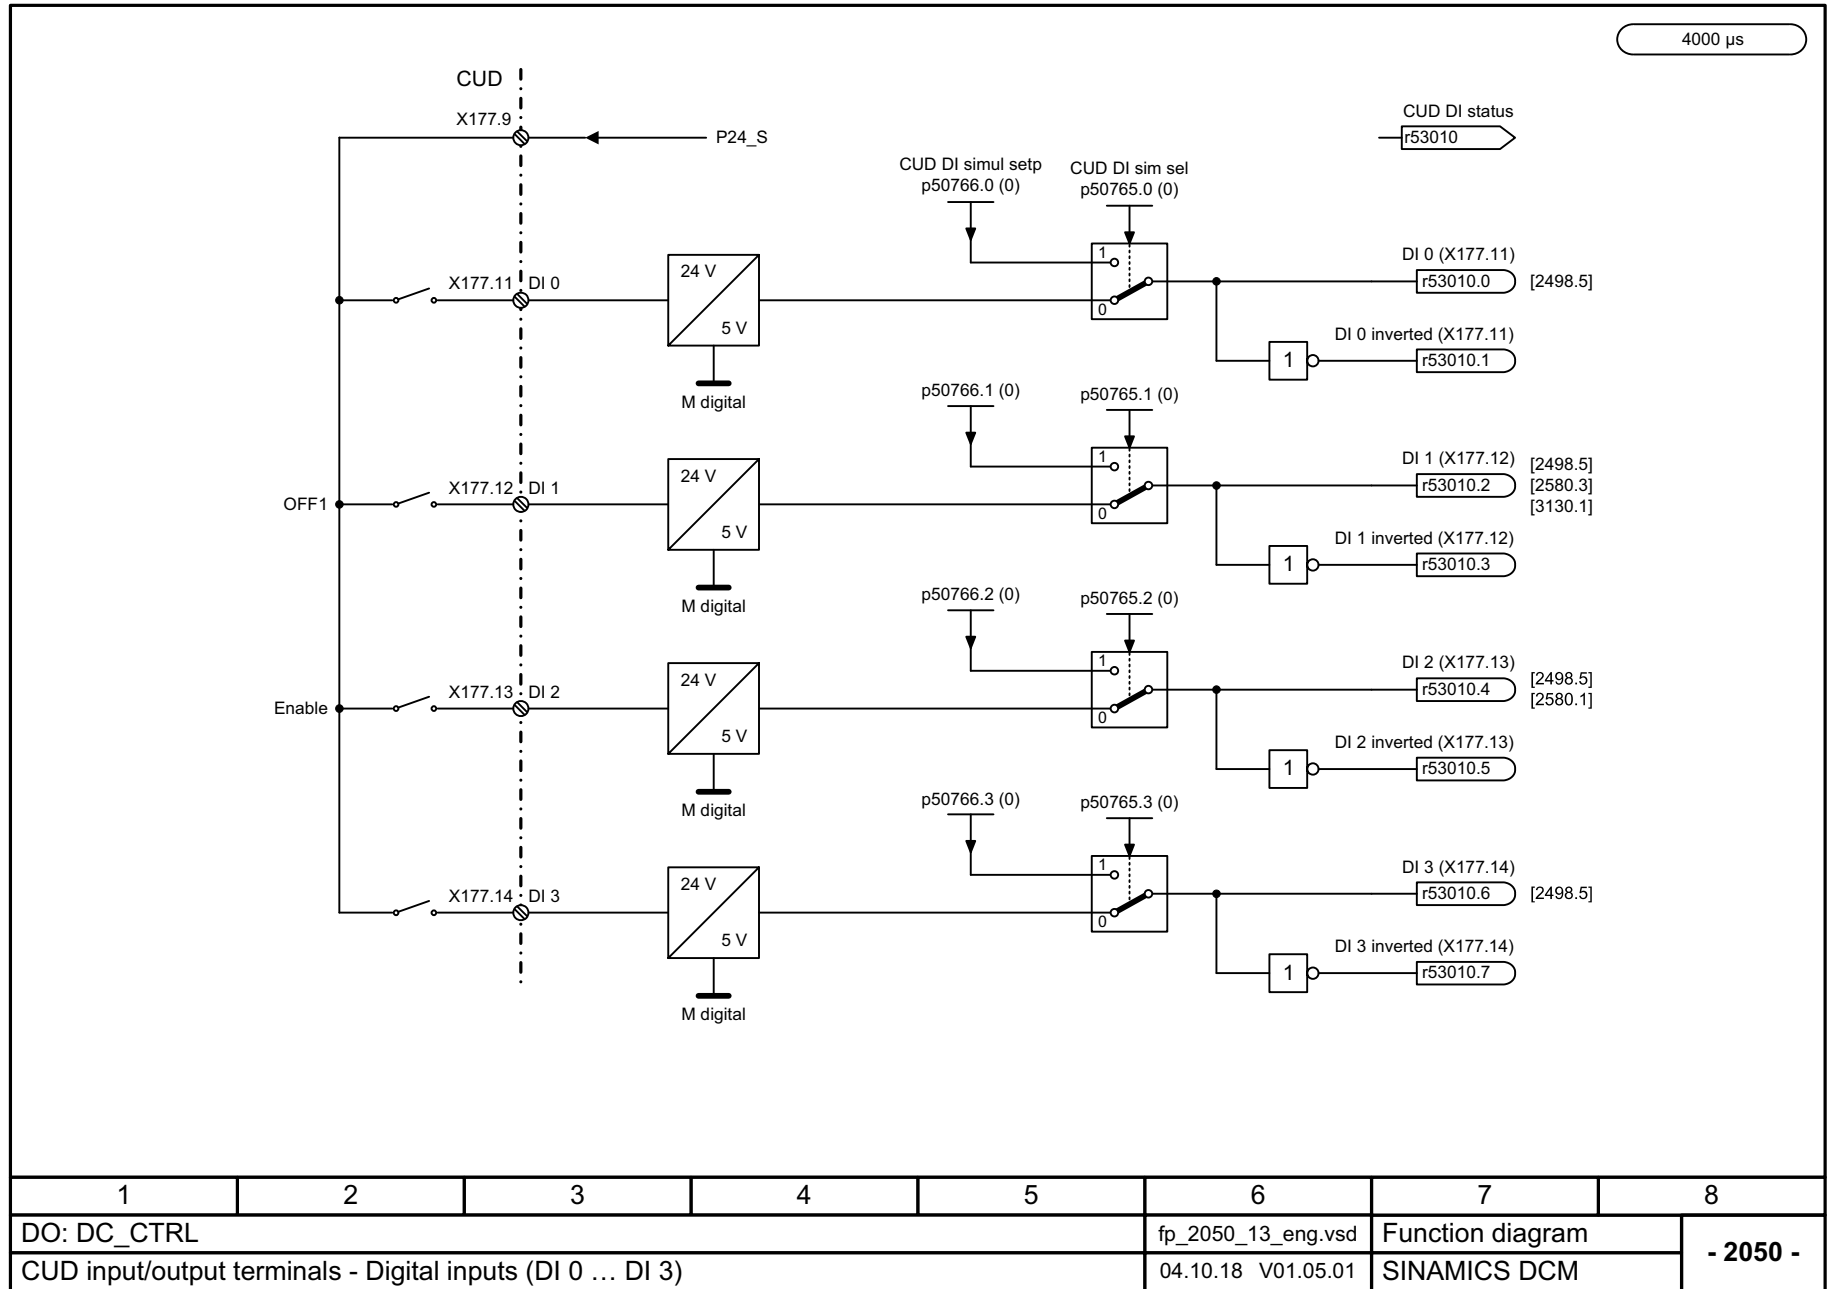 4000 µs
CUD
X177.9
P24_S
CUD DI status
r53010
CUD DI simul setp
p50766.0 (0)
CUD DI sim sel
p50765.0 (0)
X177.11
DI 0
24 V
5 V
M digital
1
0
DI 0 (X177.11)
r53010.0
[2498.5]
DI 0 inverted (X177.11)
1
r53010.1
p50766.1 (0)
p50765.1 (0)
OFF1
X177.12
DI 1
24 V
5 V
M digital
1
0
DI 1 (X177.12)
r53010.2
[2498.5]
[2580.3]
[3130.1]
DI 1 inverted (X177.12)
1
r53010.3
p50766.2 (0)
p50765.2 (0)
Enable
X177.13
DI 2
24 V
5 V
M digital
1
0
DI 2 (X177.13)
r53010.4
[2498.5]
[2580.1]
DI 2 inverted (X177.13)
1
r53010.5
p50766.3 (0)
p50765.3 (0)
X177.14
DI 3
24 V
5 V
M digital
1
0
DI 3 (X177.14)
r53010.6
[2498.5]
DI 3 inverted (X177.14)
1
r53010.7
1 2 3 4 5 6 7 8
DO: DC_CTRL
fp_2050_13_eng.vsd
Function diagram
- 2050 -
CUD input/output terminals - Digital inputs (DI 0 … DI 3)
04.10.18 V01.05.01
SINAMICS DCM